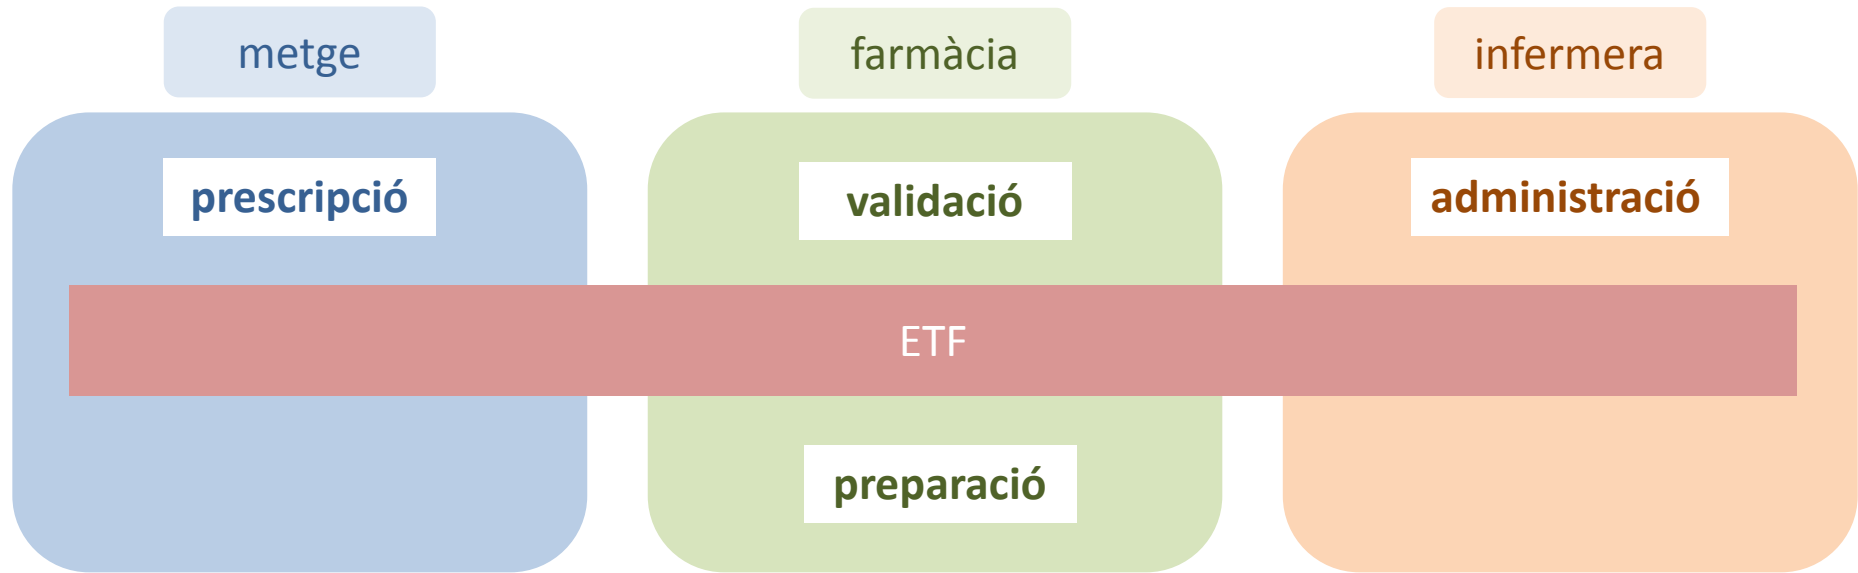 metge
farmàcia
infermera
prescripció
validació
administració
ETF
preparació